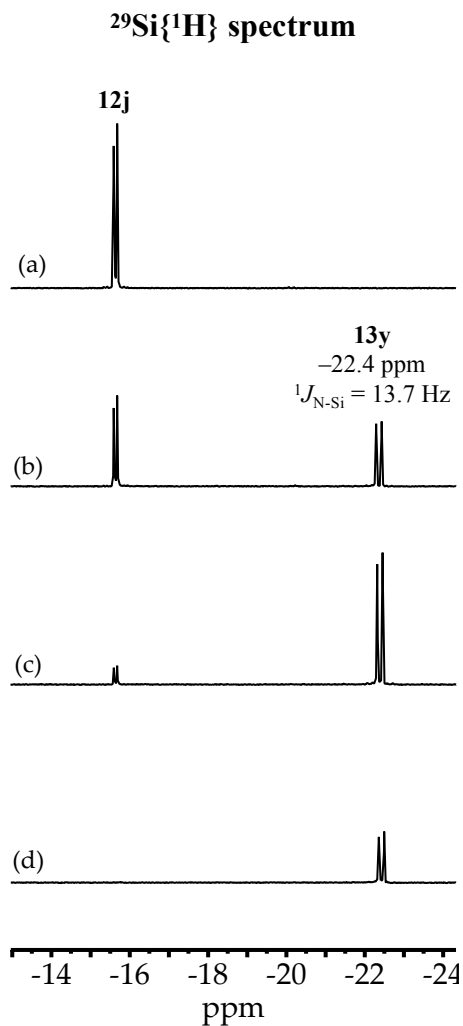 ²⁹Si{¹H} spectrum
12j
(a)
13y
–22.4 ppm
¹J_N-Si = 13.7 Hz
(b)
(c)
(d)
-14 -16 -18 -20 -22 -24
ppm